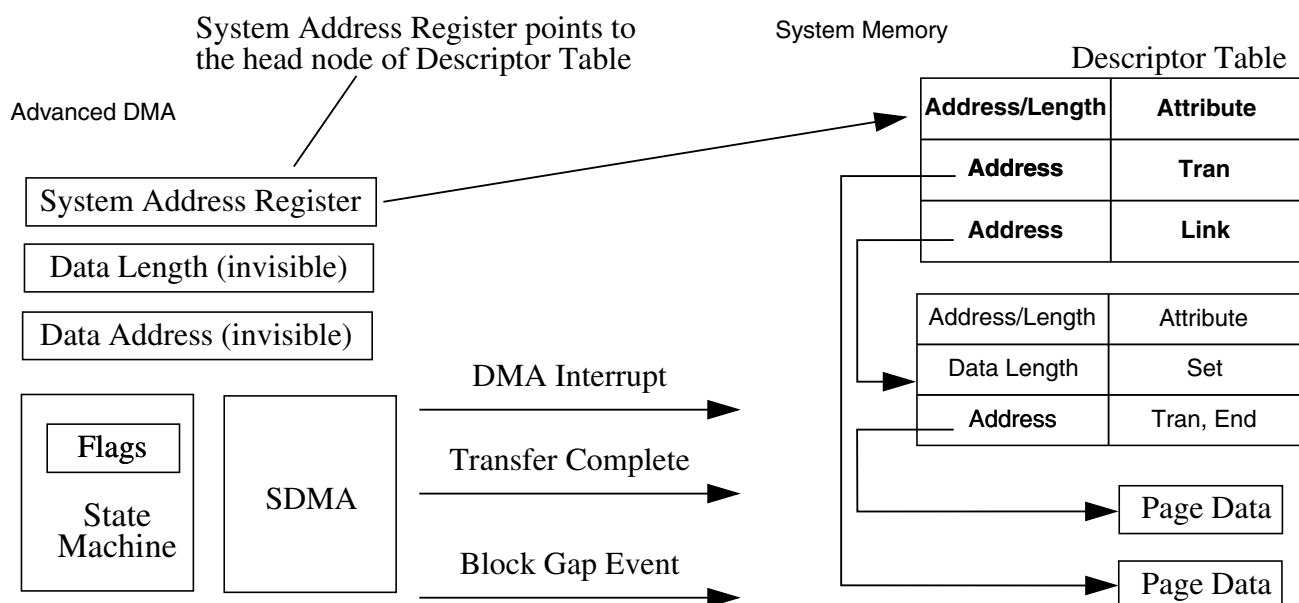 System Address Register points to
the head node of Descriptor Table
System Memory
Descriptor Table
Advanced DMA
Address/Length Attribute
Address Tran
Address Link
System Address Register
Data Length (invisible)
Data Address (invisible)
Address/Length Attribute
Data Length Set
Address Tran, End
DMA Interrupt
Flags
State
Machine
SDMA
Transfer Complete
Block Gap Event
Page Data
Page Data